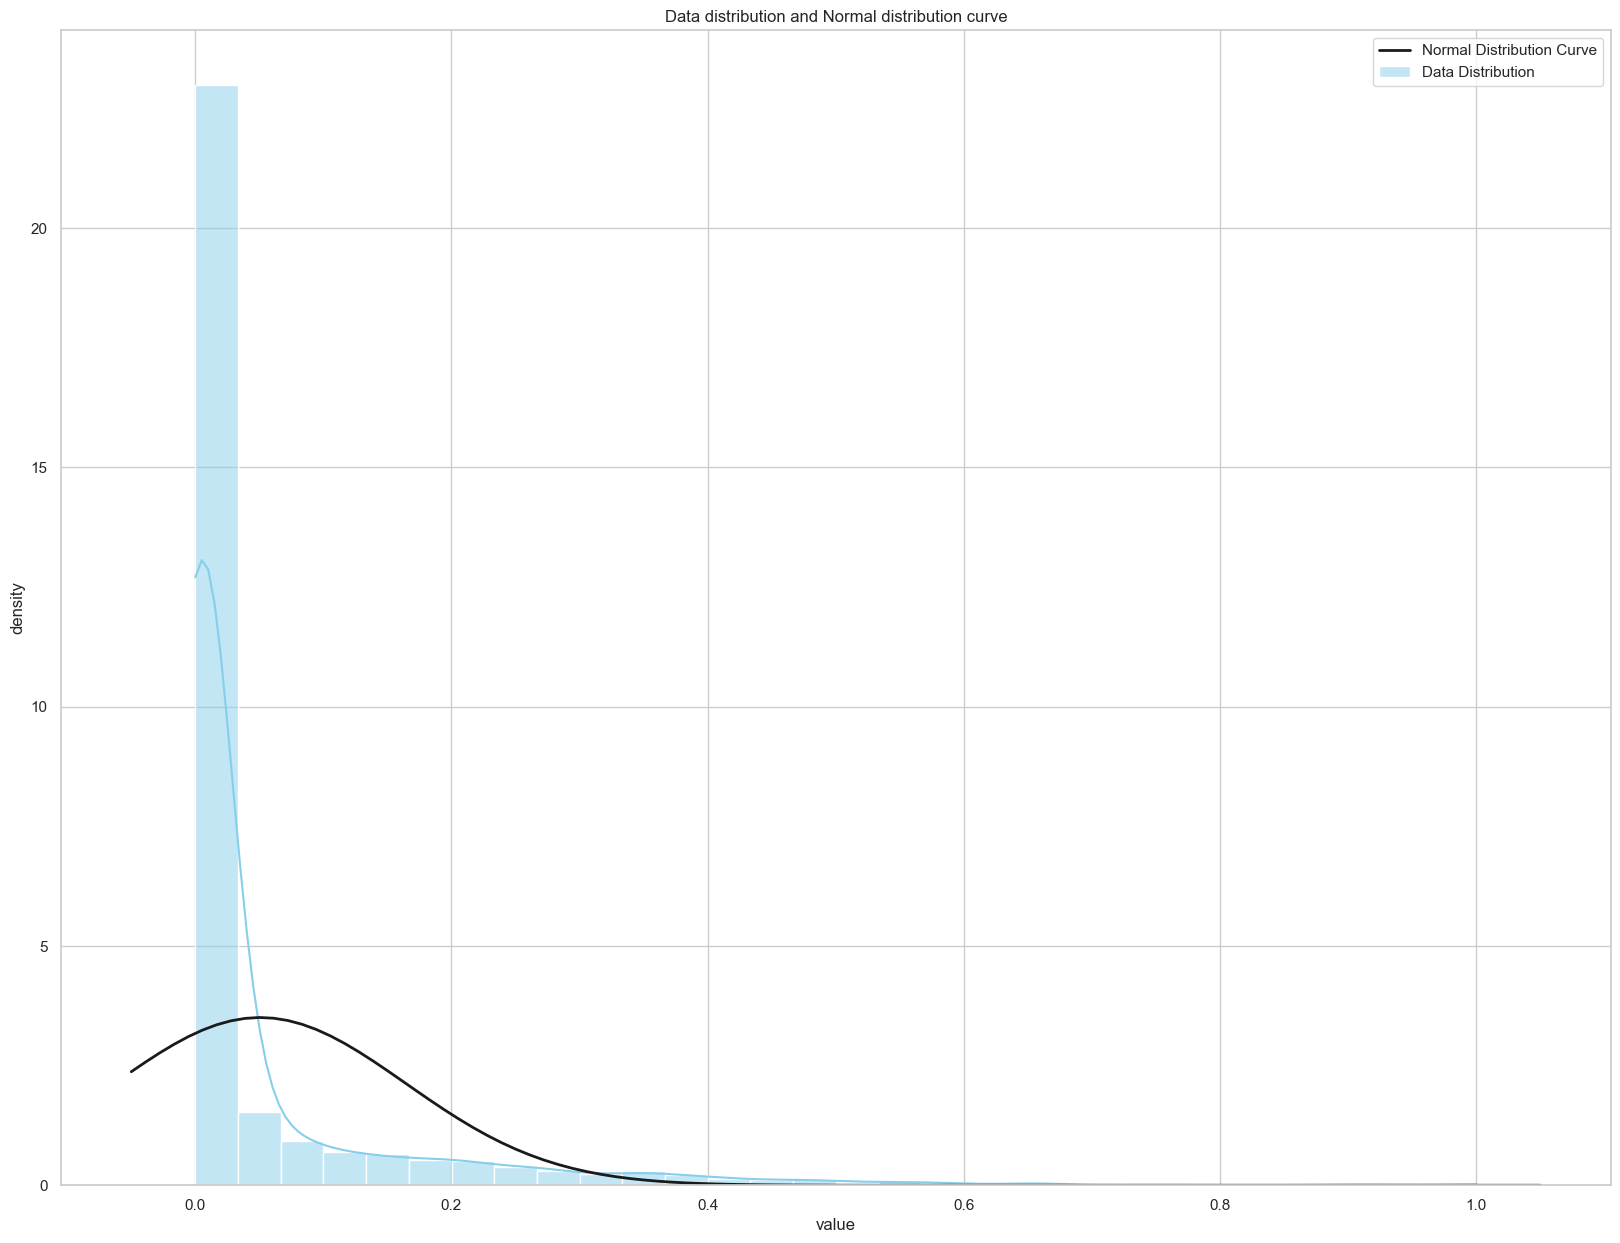 Data distribution and Normal distribution curve
Normal Distribution Curve
Data Distribution
20
15
10
5
0
density
0.0 0.2 0.4 0.6 0.8 1.0
value